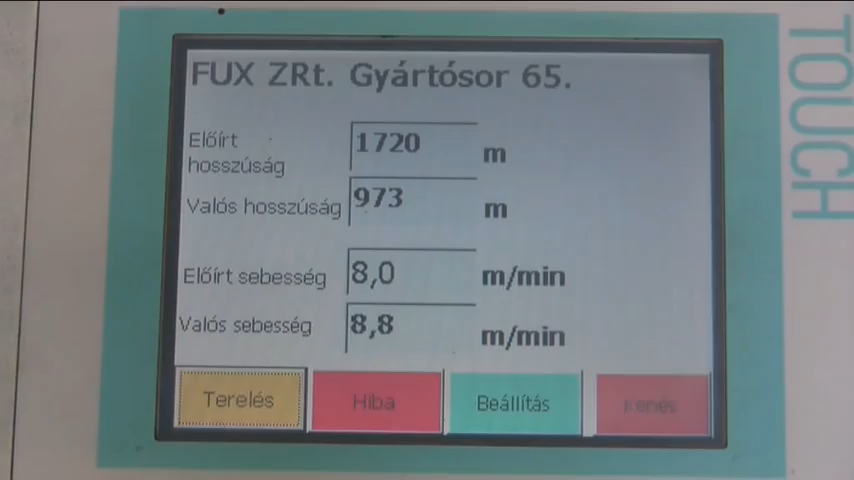 FUX ZRt. Gyártósor 65.
Előírt
hosszúság
1720
m
Valós hosszúság
973
m
Előírt sebesség
8,0
m/min
Valós sebesség
8,8
m/min
Terelés
Hiba
Beállítás
Kenés
TOUCH